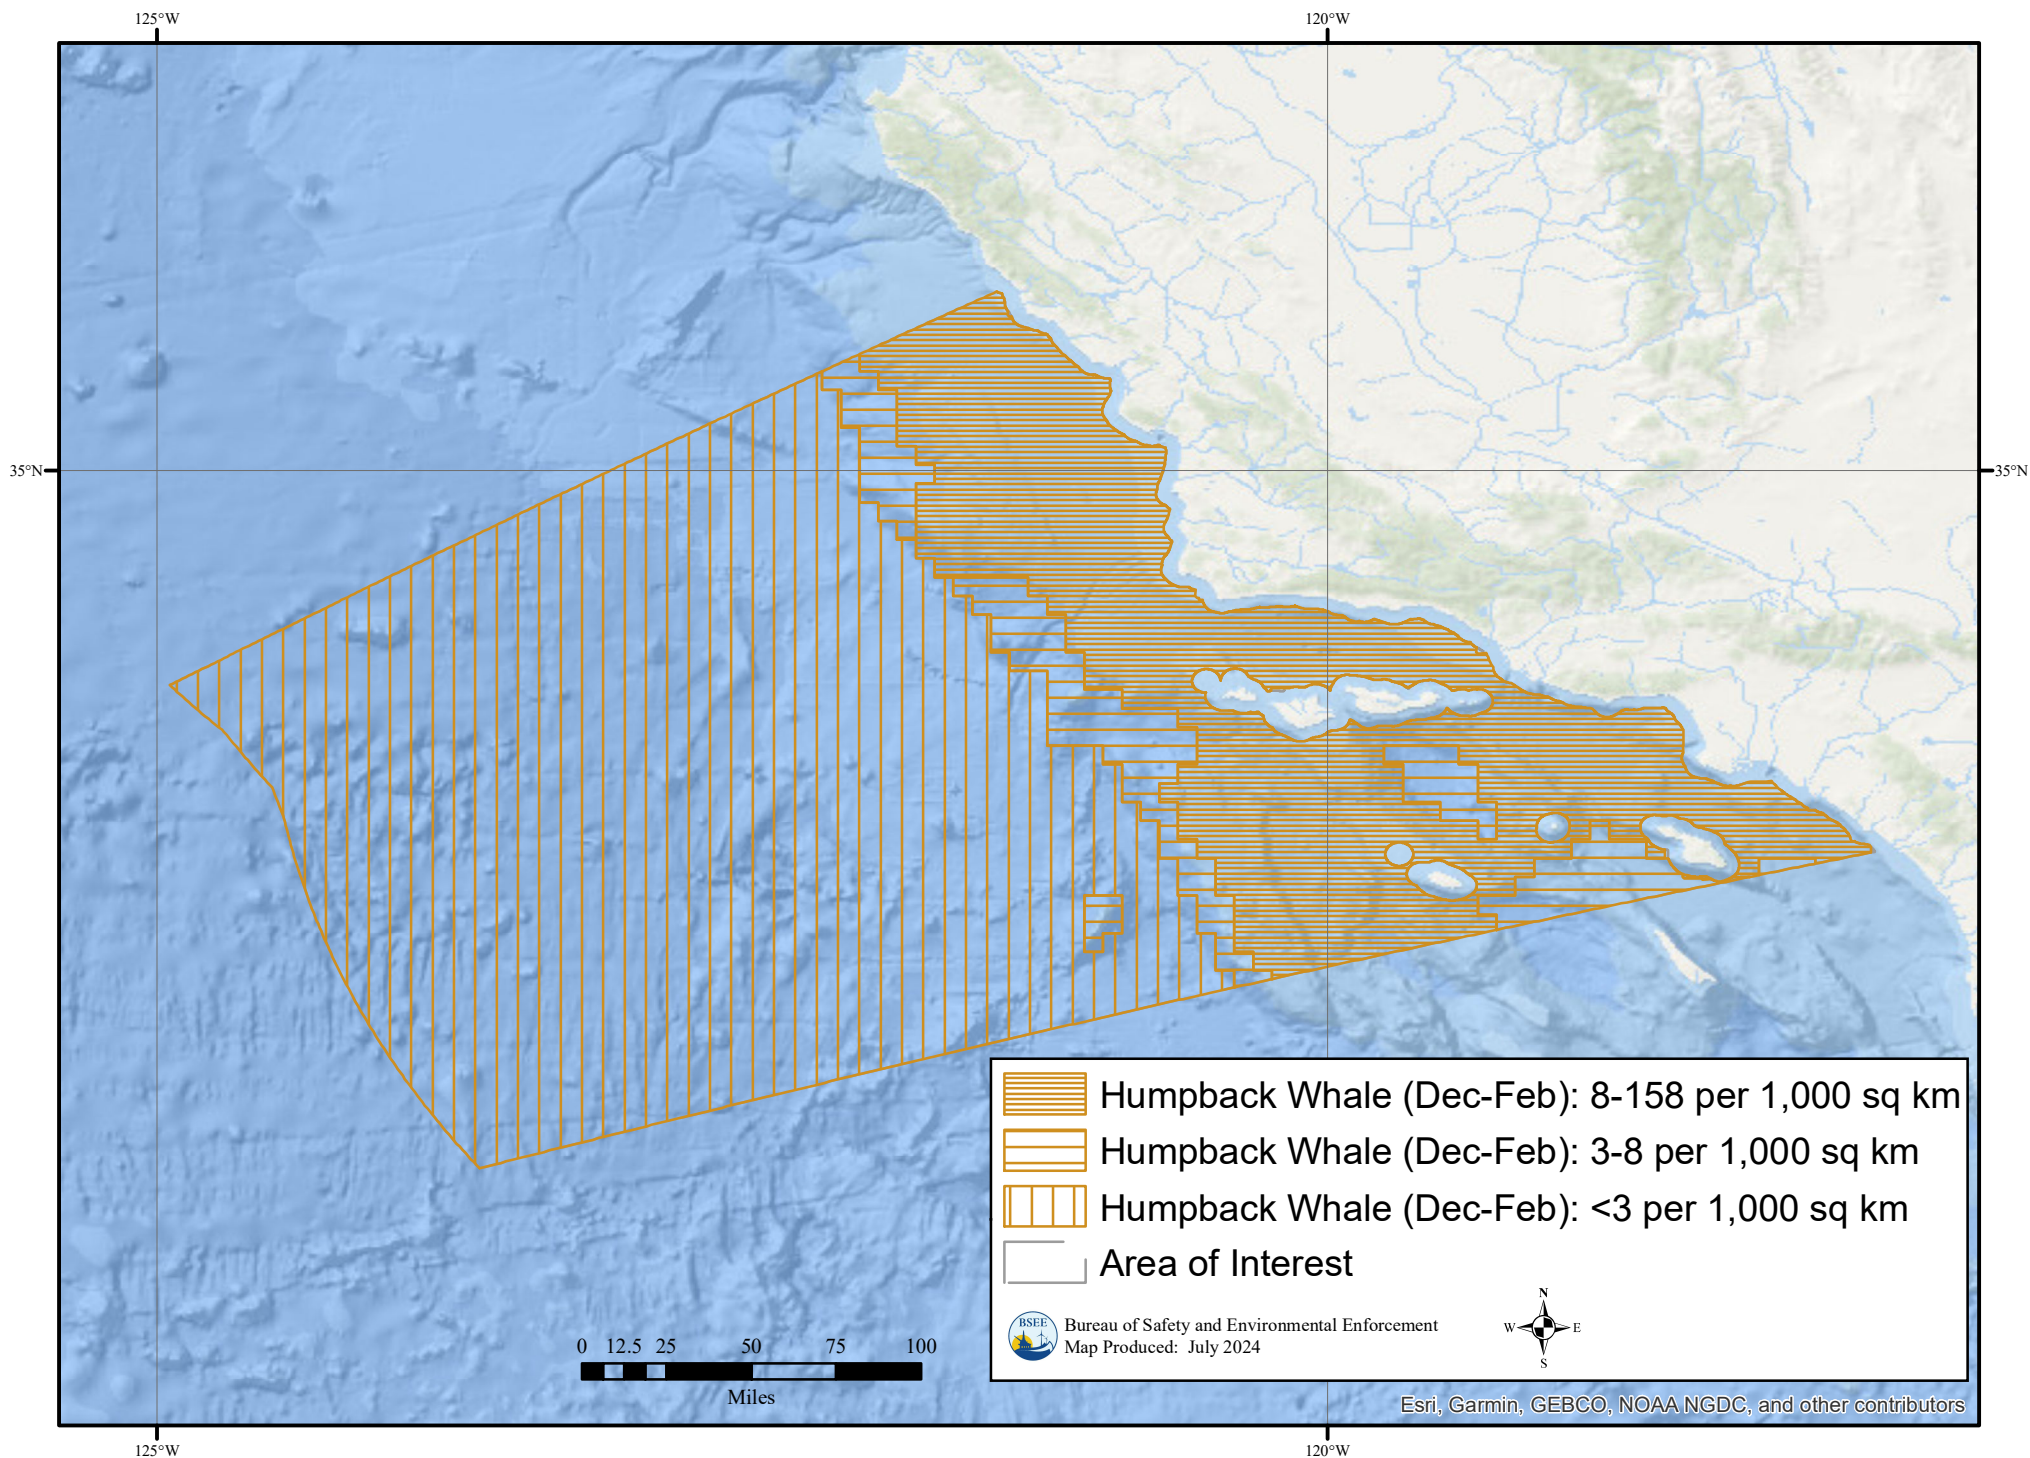 125°W 120°W
35°N 35°N
Humpback Whale (Dec-Feb): 8-158 per 1,000 sq km
Humpback Whale (Dec-Feb): 3-8 per 1,000 sq km
Humpback Whale (Dec-Feb): <3 per 1,000 sq km
Area of Interest
N
W E
S
BSEE
Bureau of Safety and Environmental Enforcement
Map Produced: July 2024
0 12.5 25 50 75 100
Miles
Esri, Garmin, GEBCO, NOAA NGDC, and other contributors
125°W 120°W